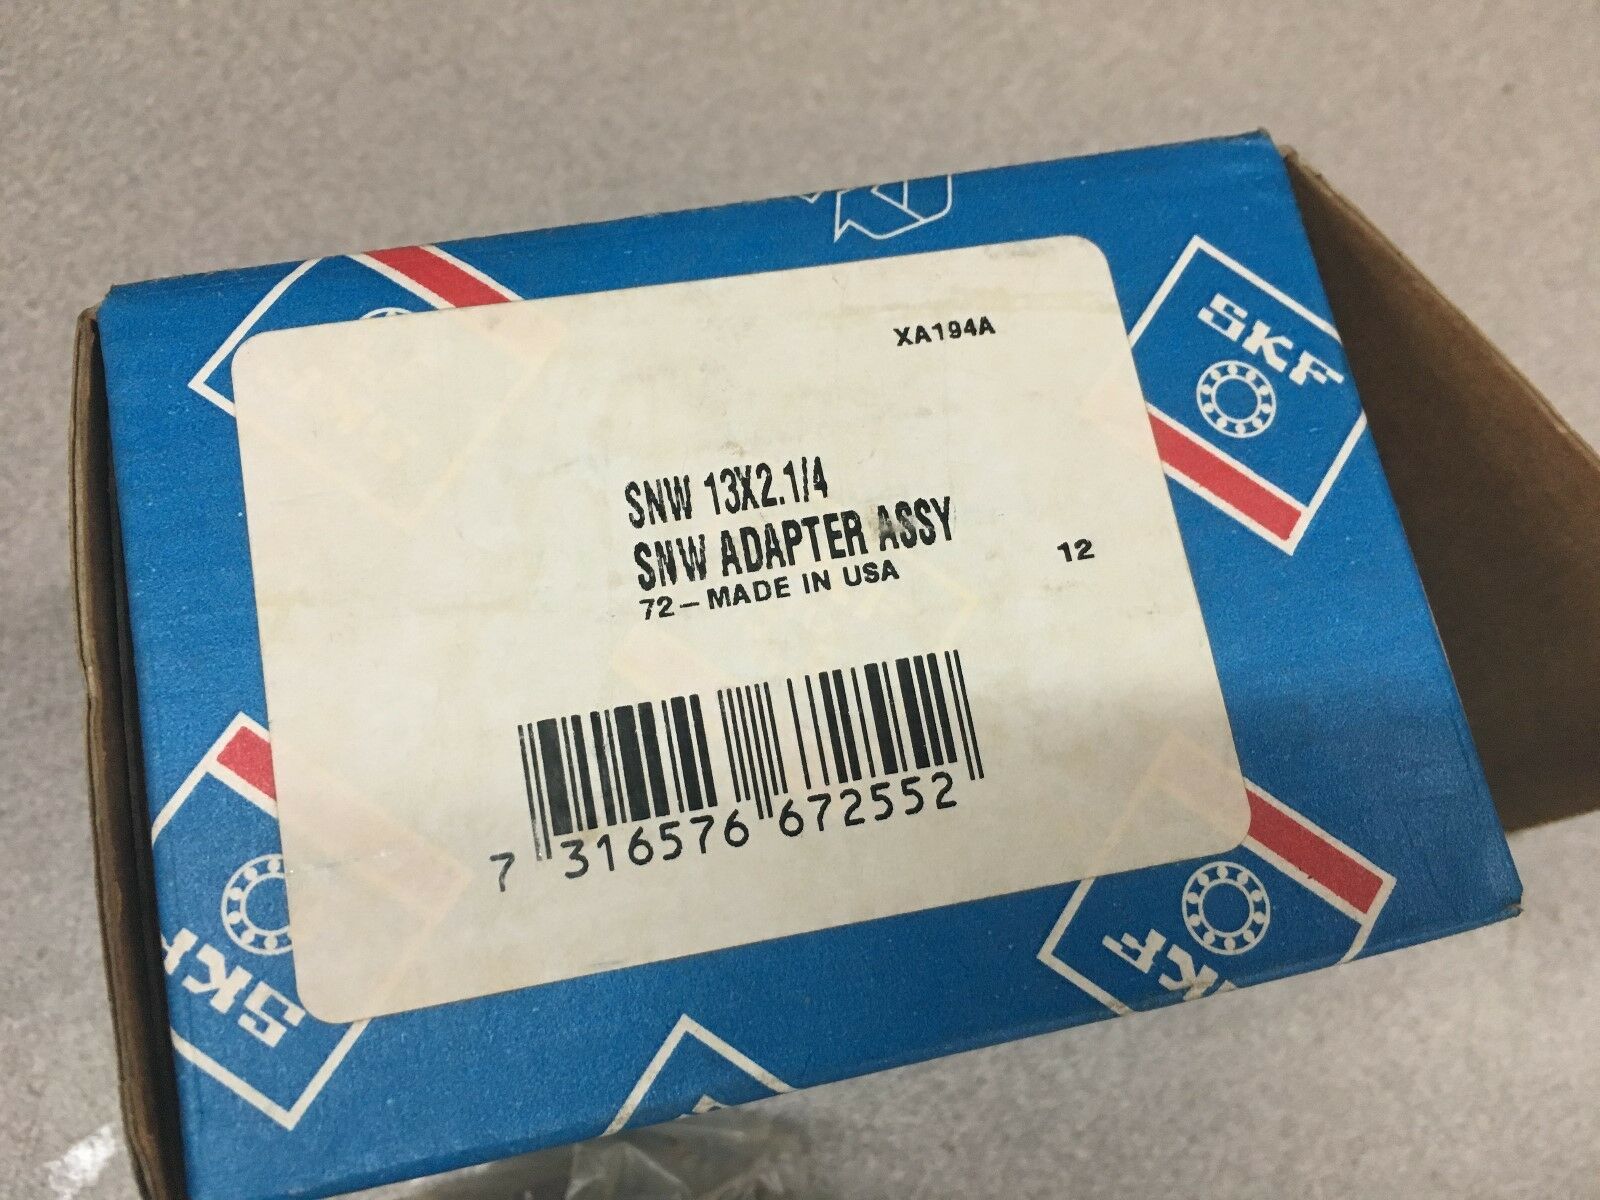 XA194A
SKF
SNW 13X2.1/4
SNW ADAPTER ASSY
72-MADE IN USA
12
7 316576 672552
SKF
SKF